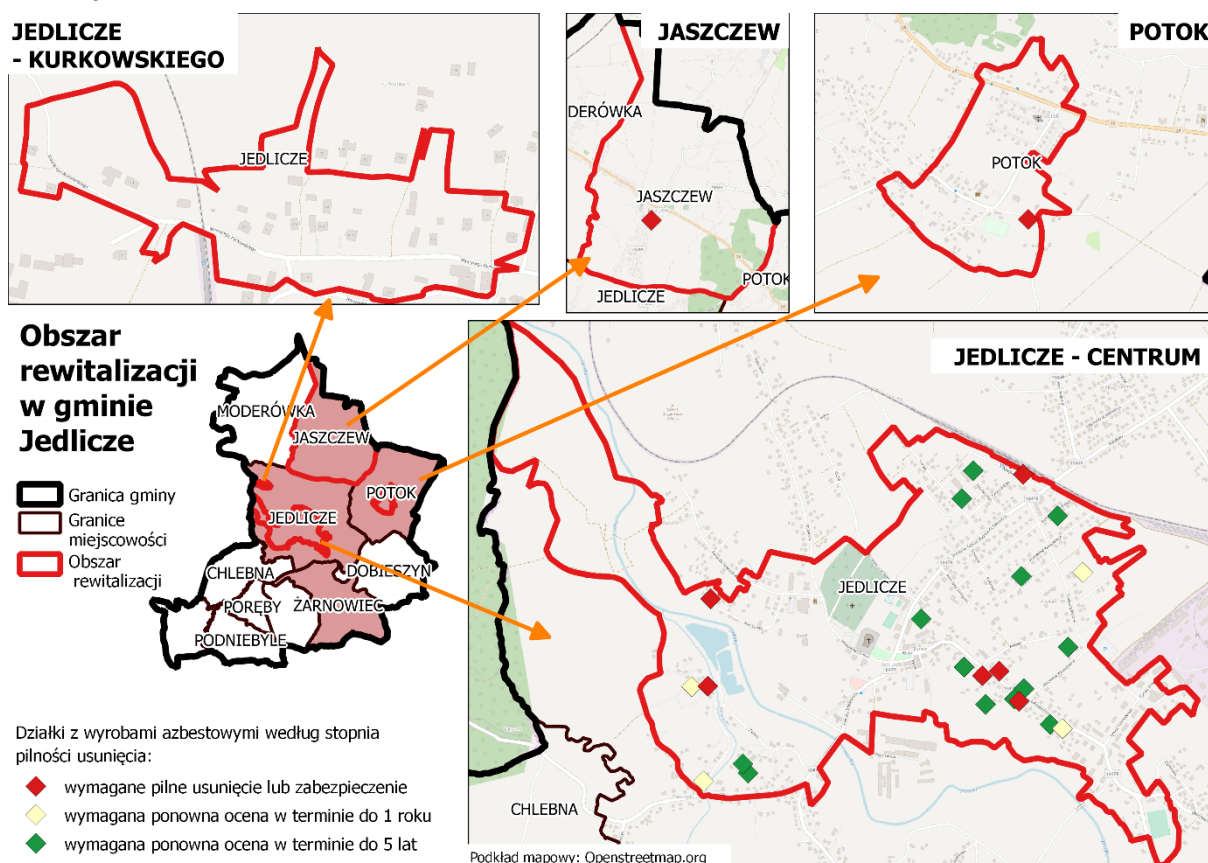 JEDLICZE
- KURKOWSKIEGO
JEDLICZE
JASZCZEW
DERÓWKA
JASZCZEW
JEDLICZE
POTOK
POTOK
POTOK
Obszar
rewitalizacji
w gminie
Jedlicze
Granica gminy
Granice
miejscowości
Obszar
rewitalizacji
MODERÓWKA
JASZCZEW
POTOK
JEDLICZE
CHLEBNA
DOBIESZYN
PORĘBY
ŻARNOWIEC
PODNIEBYLE
JEDLICZE - CENTRUM
JEDLICZE
CHLEBNA
Działki z wyrobami azbestowymi według stopnia
pilności usunięcia:
wymagane pilne usunięcie lub zabezpieczenie
wymagana ponowna ocena w terminie do 1 roku
wymagana ponowna ocena w terminie do 5 lat
Podkład mapowy: Openstreetmap.org